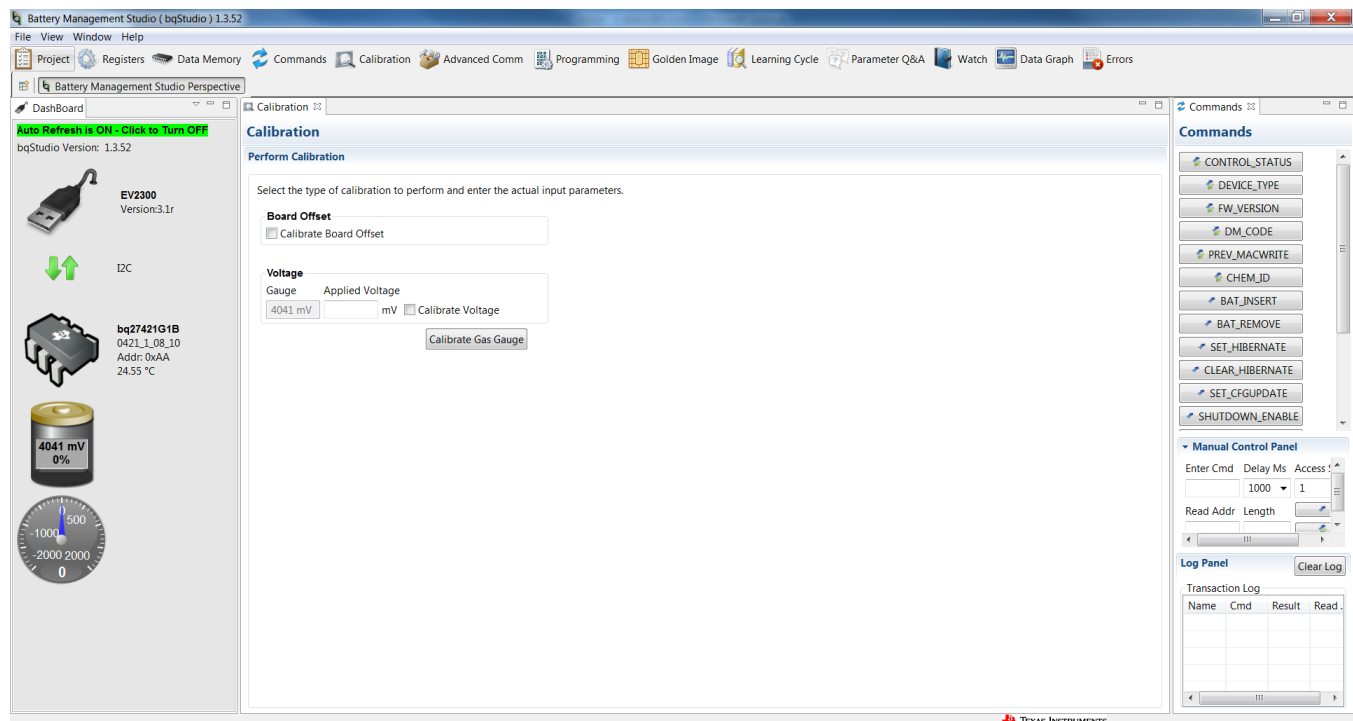 Battery Management Studio ( bqStudio ) 1.3.52
File View Window Help
Project Registers Data Memory Commands Calibration Advanced Comm Programming Golden Image Learning Cycle Parameter Q&A Watch Data Graph Errors
Battery Management Studio Perspective
DashBoard
Auto Refresh is ON - Click to Turn OFF
bqStudio Version: 1.3.52
EV2300
Version:3.1r
I2C
bq27421G1B
0421_1_08_10
Addr: 0xAA
24.55 °C
4041 mV
0%
0
500
-1000
-2000 2000
0
Calibration
Calibration
Perform Calibration
Select the type of calibration to perform and enter the actual input parameters.
Board Offset
Calibrate Board Offset
Voltage
Gauge Applied Voltage
4041 mV mV Calibrate Voltage
Calibrate Gas Gauge
Commands
Commands
CONTROL_STATUS
DEVICE_TYPE
FW_VERSION
DM_CODE
PREV_MACWRITE
CHEM_ID
BAT_INSERT
BAT_REMOVE
SET_HIBERNATE
CLEAR_HIBERNATE
SET_CFGUPDATE
SHUTDOWN_ENABLE
Manual Control Panel
Enter Cmd Delay Ms Access
1000 1
Read Addr Length
Log Panel Clear Log
Transaction Log
Name Cmd Result Read .
TEXAS INSTRUMENTS